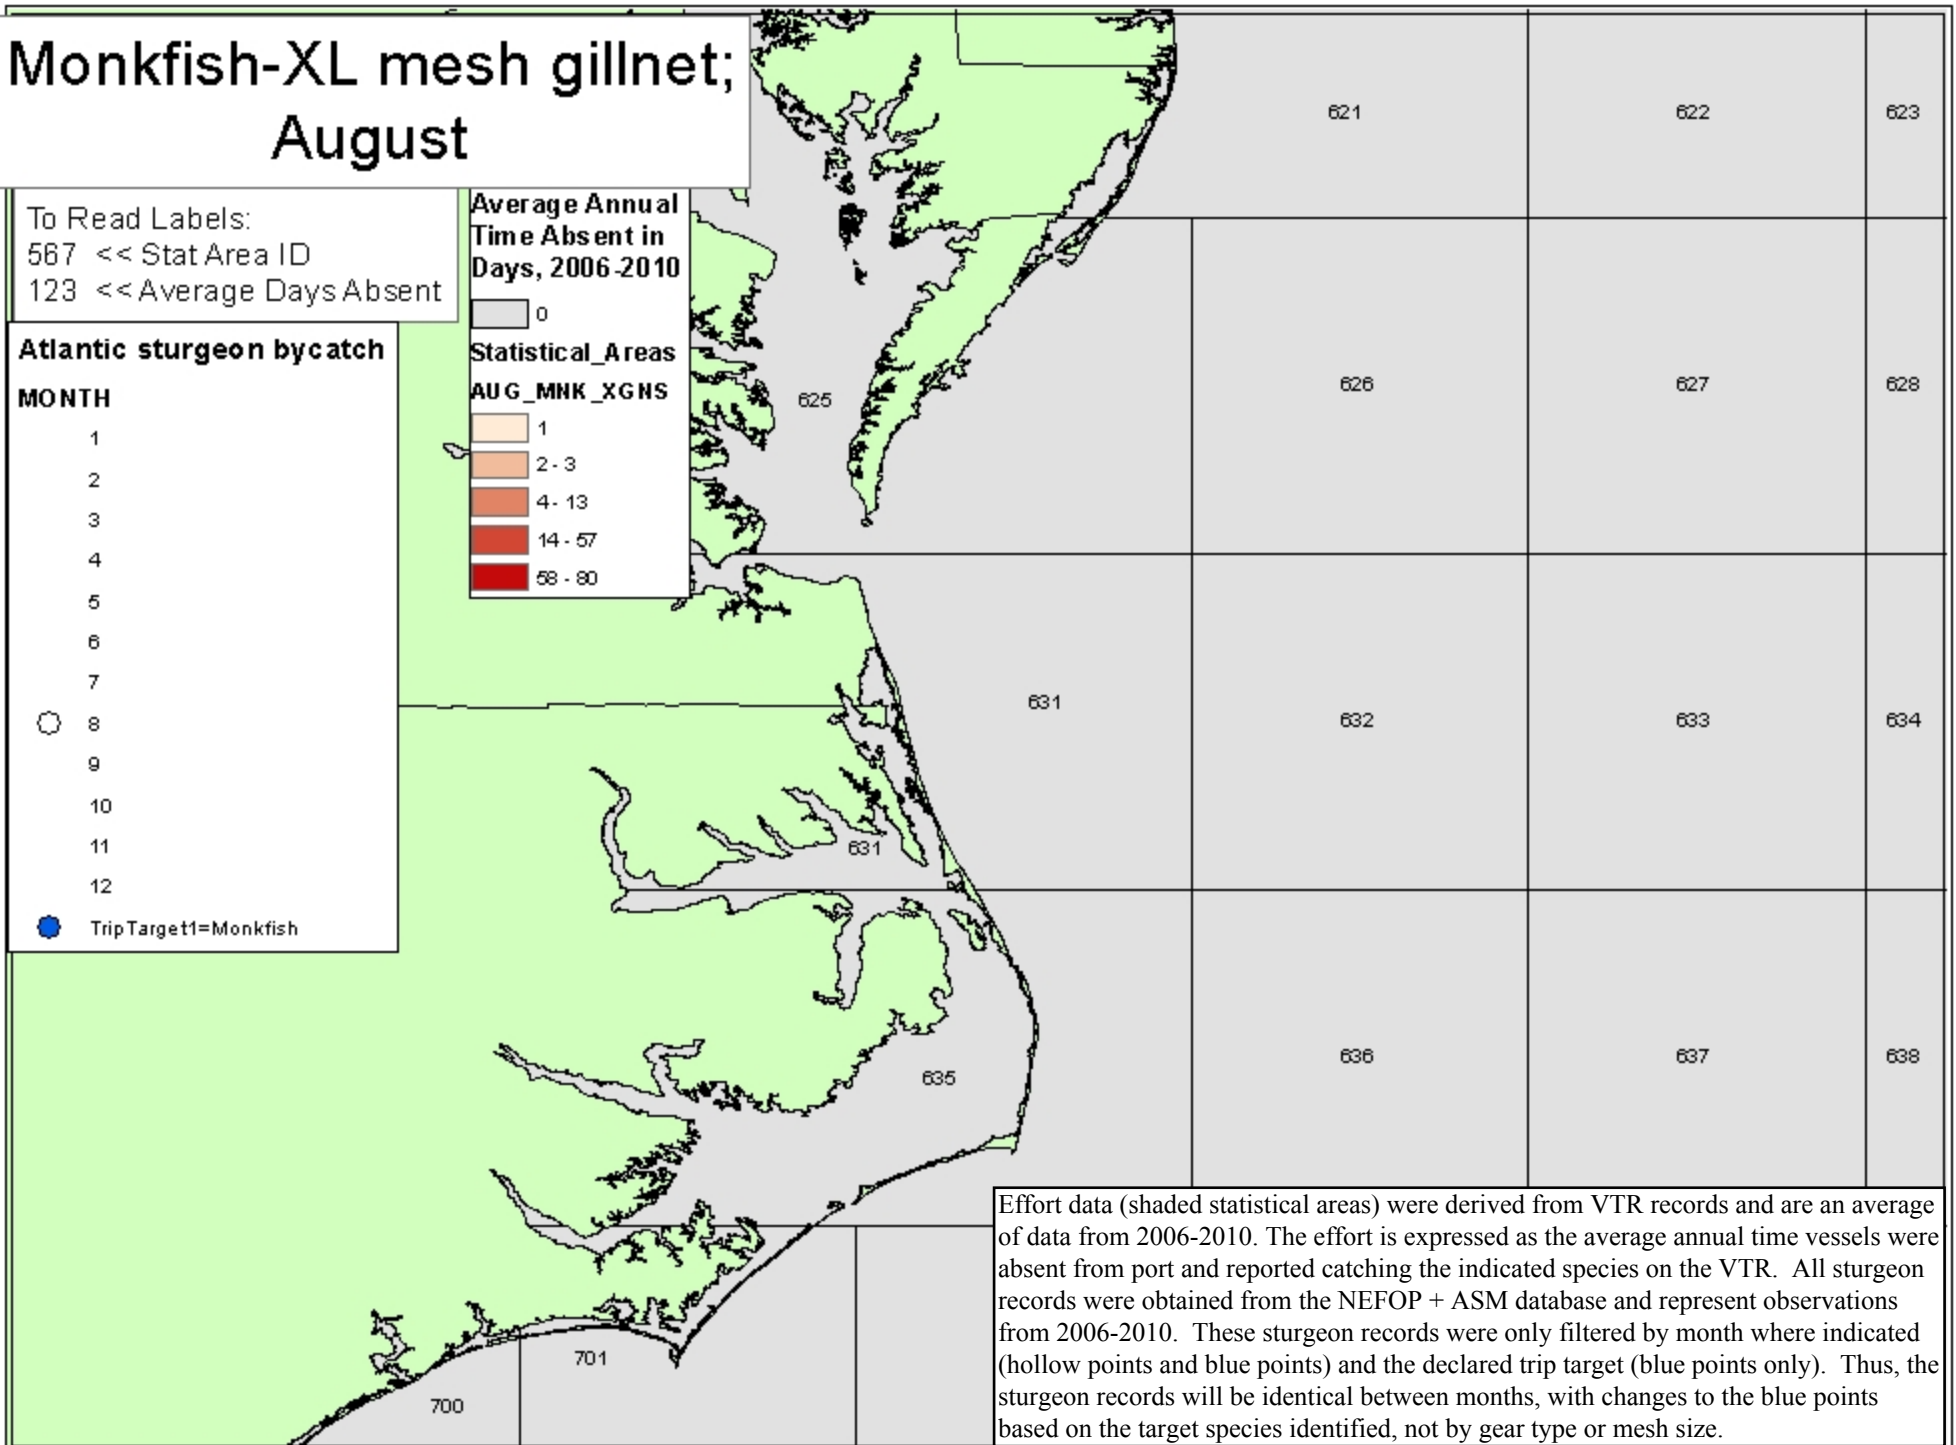 Monkfish-XL mesh gillnet;
August
To Read Labels:
567 << Stat Area ID
123 << Average Days Absent
Atlantic sturgeon bycatch
MONTH
1
2
3
4
5
6
7
8
9
10
11
12
TripTarget1=Monkfish
Average Annual
Time Absent in
Days, 2006-2010
0
Statistical_Areas
AUG_MNK_XGNS
1
2 - 3
4 - 13
14 - 57
58 - 80
621
622
623
625
626
627
628
631
632
633
634
631
635
636
637
638
701
700
Effort data (shaded statistical areas) were derived from VTR records and are an average
of data from 2006-2010. The effort is expressed as the average annual time vessels were
absent from port and reported catching the indicated species on the VTR. All sturgeon
records were obtained from the NEFOP + ASM database and represent observations
from 2006-2010. These sturgeon records were only filtered by month where indicated
(hollow points and blue points) and the declared trip target (blue points only). Thus, the
sturgeon records will be identical between months, with changes to the blue points
based on the target species identified, not by gear type or mesh size.